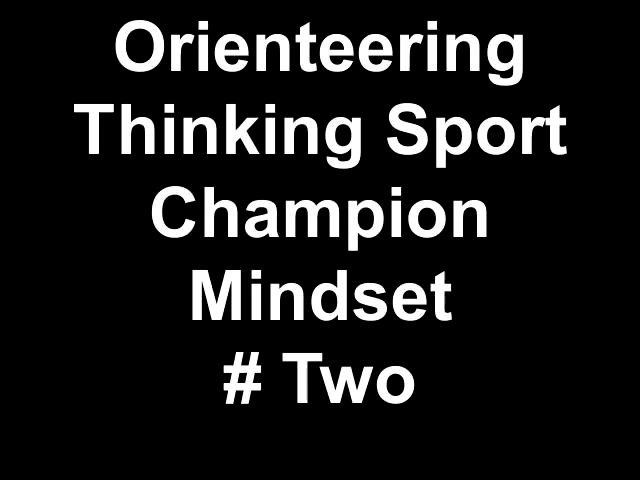 Orienteering
Thinking Sport
Champion
Mindset
# Two